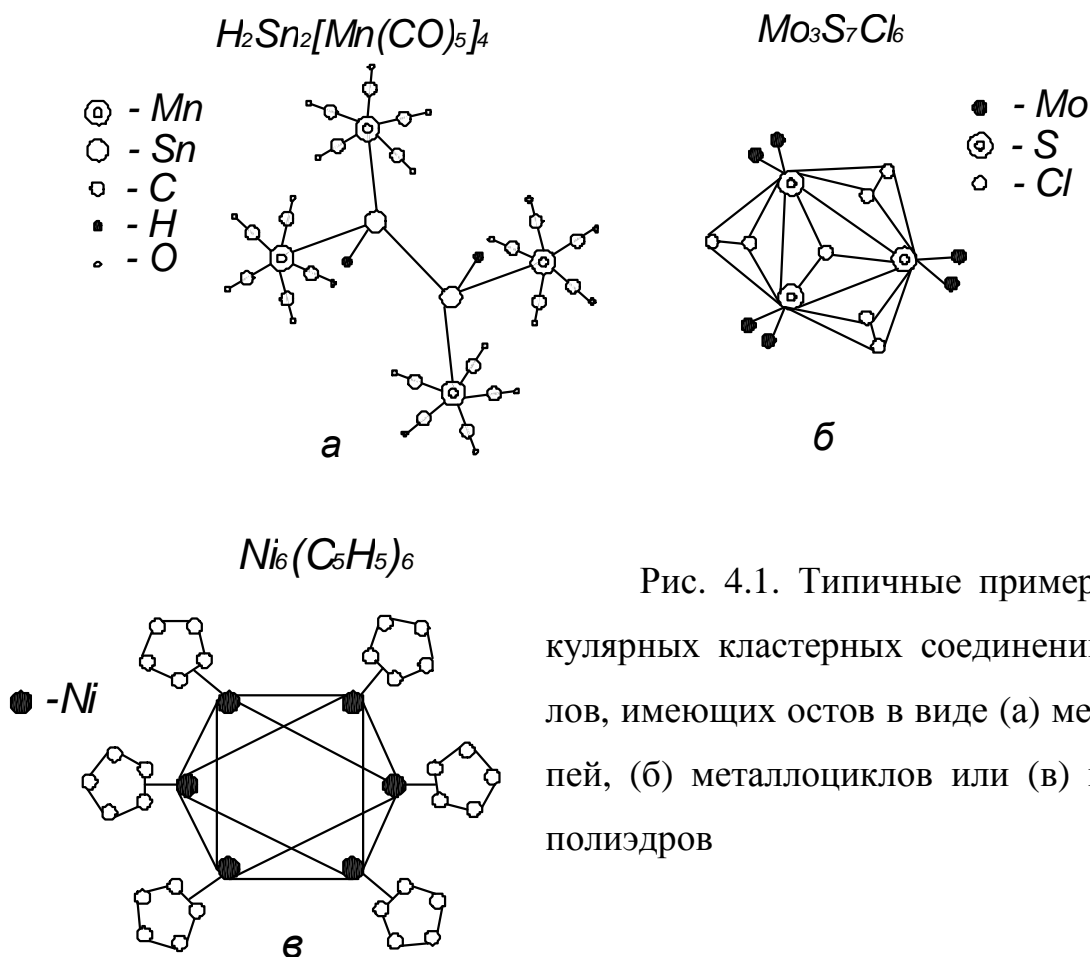 H₂Sn₂[Mn(CO)₅]₄
Mo₃S₇Cl₆
- Mn
- Sn
- C
- H
- O
- Mo
- S
- Cl
а
б
Ni₆(C₅H₅)₆
-Ni
в
Рис. 4.1. Типичные пример
кулярных кластерных соединени
лов, имеющих остов в виде (а) ме
пей, (б) металлоциклов или (в)
полиэдров